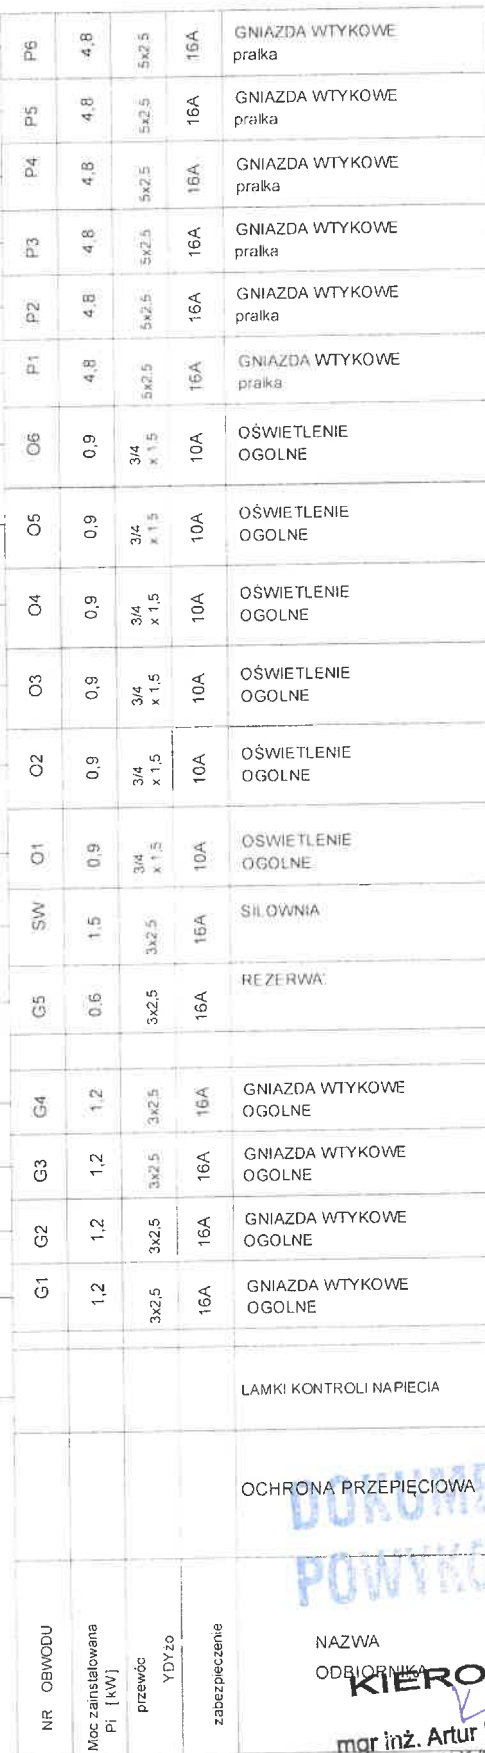 P6 4,8 5x2.5 16A GNIAZDA WTYKOWE
pralka
P5 4,8 5x2.5 16A GNIAZDA WTYKOWE
pralka
P4 4,8 5x2.5 16A GNIAZDA WTYKOWE
pralka
P3 4,8 5x2.5 16A GNIAZDA WTYKOWE
pralka
P2 4.8 5x2.5 16A GNIAZDA WTYKOWE
pralka
P1 4,8 5x2.5 16A GNIAZDA WTYKOWE
pralka
O6 0,9 3/4 x 1.5 10A OŚWIETLENIE
OGOLNE
O5 0,9 3/4 x 1.5 10A OŚWIETLENIE
OGOLNE
O4 0,9 3/4 x 1,5 10A OŚWIETLENIE
OGOLNE
O3 0,9 3/4 x 1,5 10A OŚWIETLENIE
OGOLNE
O2 0,9 3/4 x 1,5 10A OŚWIETLENIE
OGOLNE
O1 0,9 3/4 x 1,5 10A OSWIETLENIE
OGOLNE
SW 1.5 3x2.5 16A SILOWNIA
G5 0.6 3x2,5 16A REZERWA
G4 1,2 3x2.5 16A GNIAZDA WTYKOWE
OGOLNE
G3 1,2 3x2.5 16A GNIAZDA WTYKOWE
OGOLNE
G2 1,2 3x2,5 16A GNIAZDA WTYKOWE
OGOLNE
G1 1,2 3x2,5 16A GNIAZDA WTYKOWE
OGOLNE
LAMKI KONTROLI NAPIECIA
OCHRONA PRZEPIĘCIOWA
DOKUME
POWYKO
NR OBWODU
Moc zainstalowana
Pi [kW]
przewóc
YDYżo
zabezpieczenie
NAZWA
ODBIORNIKA
KIERO
mgr inż. Artur